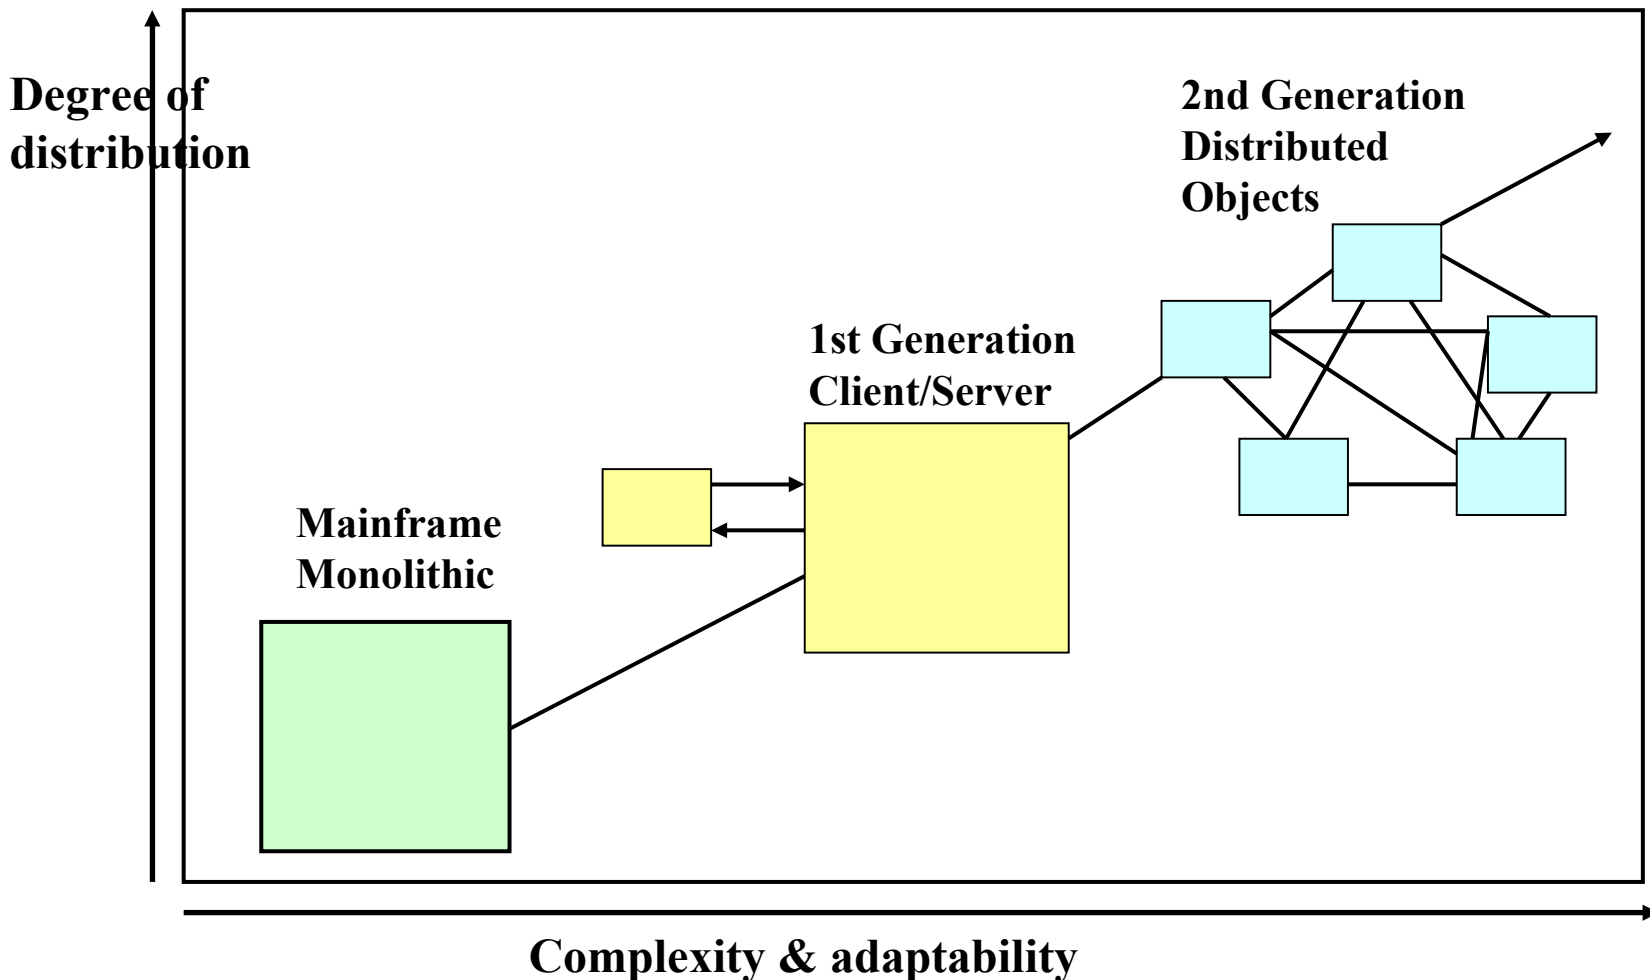 Degree of
distribution
2nd Generation
Distributed
Objects
1st Generation
Client/Server
Mainframe
Monolithic
Complexity & adaptability